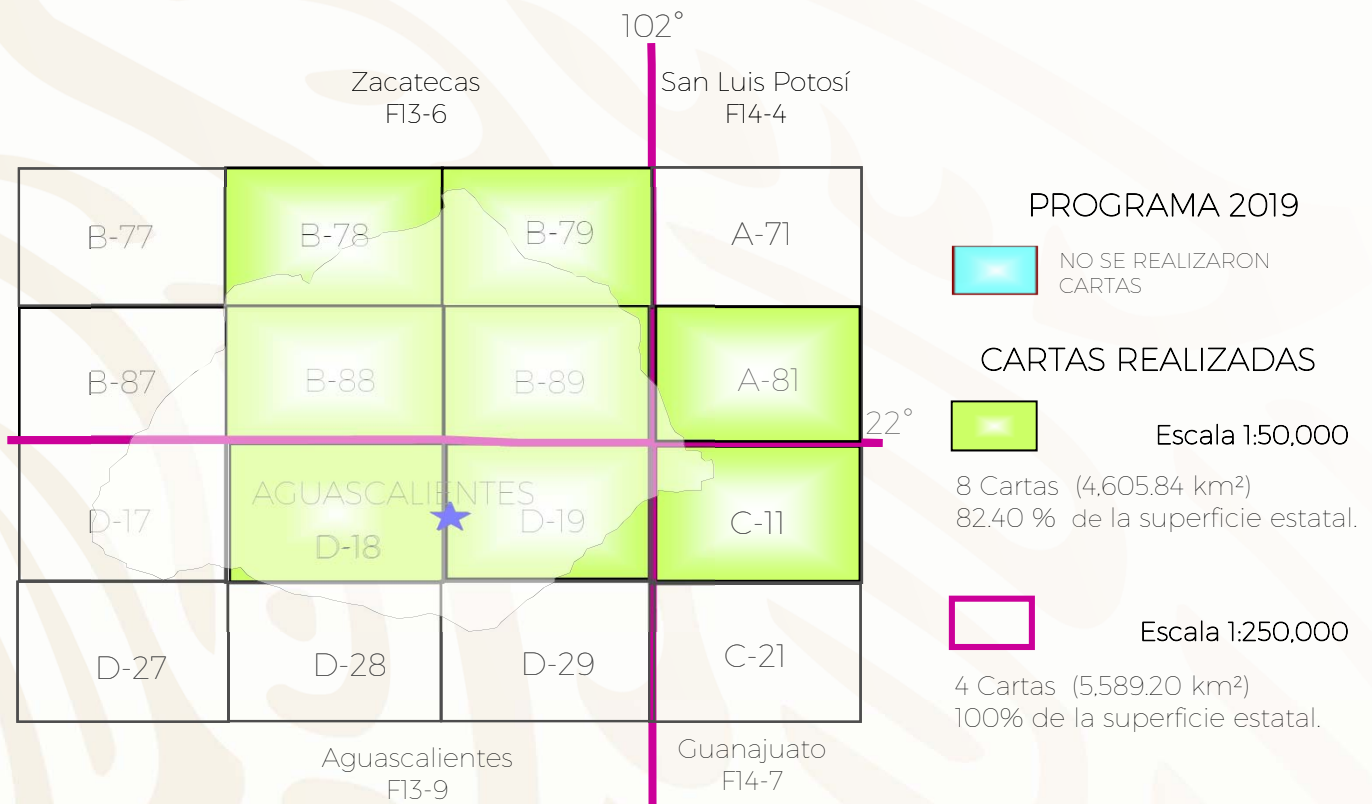 102°
Zacatecas
F13-6
San Luis Potosí
F14-4
B-77
B-78
B-79
A-71
B-87
B-88
B-89
A-81
22°
AGUASCALIENTES
D-17
D-18
D-19
C-11
D-27
D-28
D-29
C-21
Aguascalientes
F13-9
Guanajuato
F14-7
PROGRAMA 2019
NO SE REALIZARON
CARTAS
CARTAS REALIZADAS
Escala 1:50,000
8 Cartas (4,605.84 km²)
82.40 % de la superficie estatal.
Escala 1:250,000
4 Cartas (5,589.20 km²)
100% de la superficie estatal.